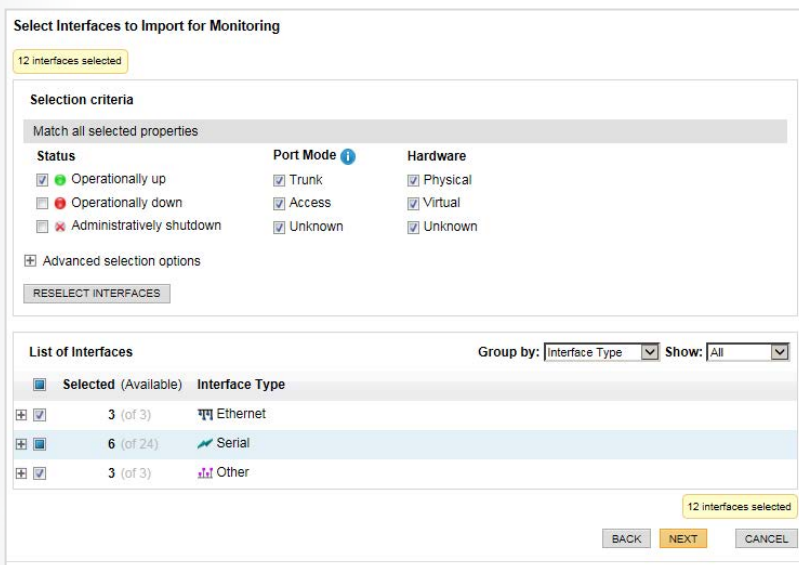 Select Interfaces to Import for Monitoring
12 interfaces selected
Selection criteria
Match all selected properties
Status Port Mode Hardware
Operationally up Trunk Physical
Operationally down Access Virtual
Administratively shutdown Unknown Unknown
Advanced selection options
RESELECT INTERFACES
List of Interfaces Group by: Interface Type Show: All
Selected (Available) Interface Type
3 (of 3) Ethernet
6 (of 24) Serial
3 (of 3) Other
12 interfaces selected
BACK NEXT CANCEL